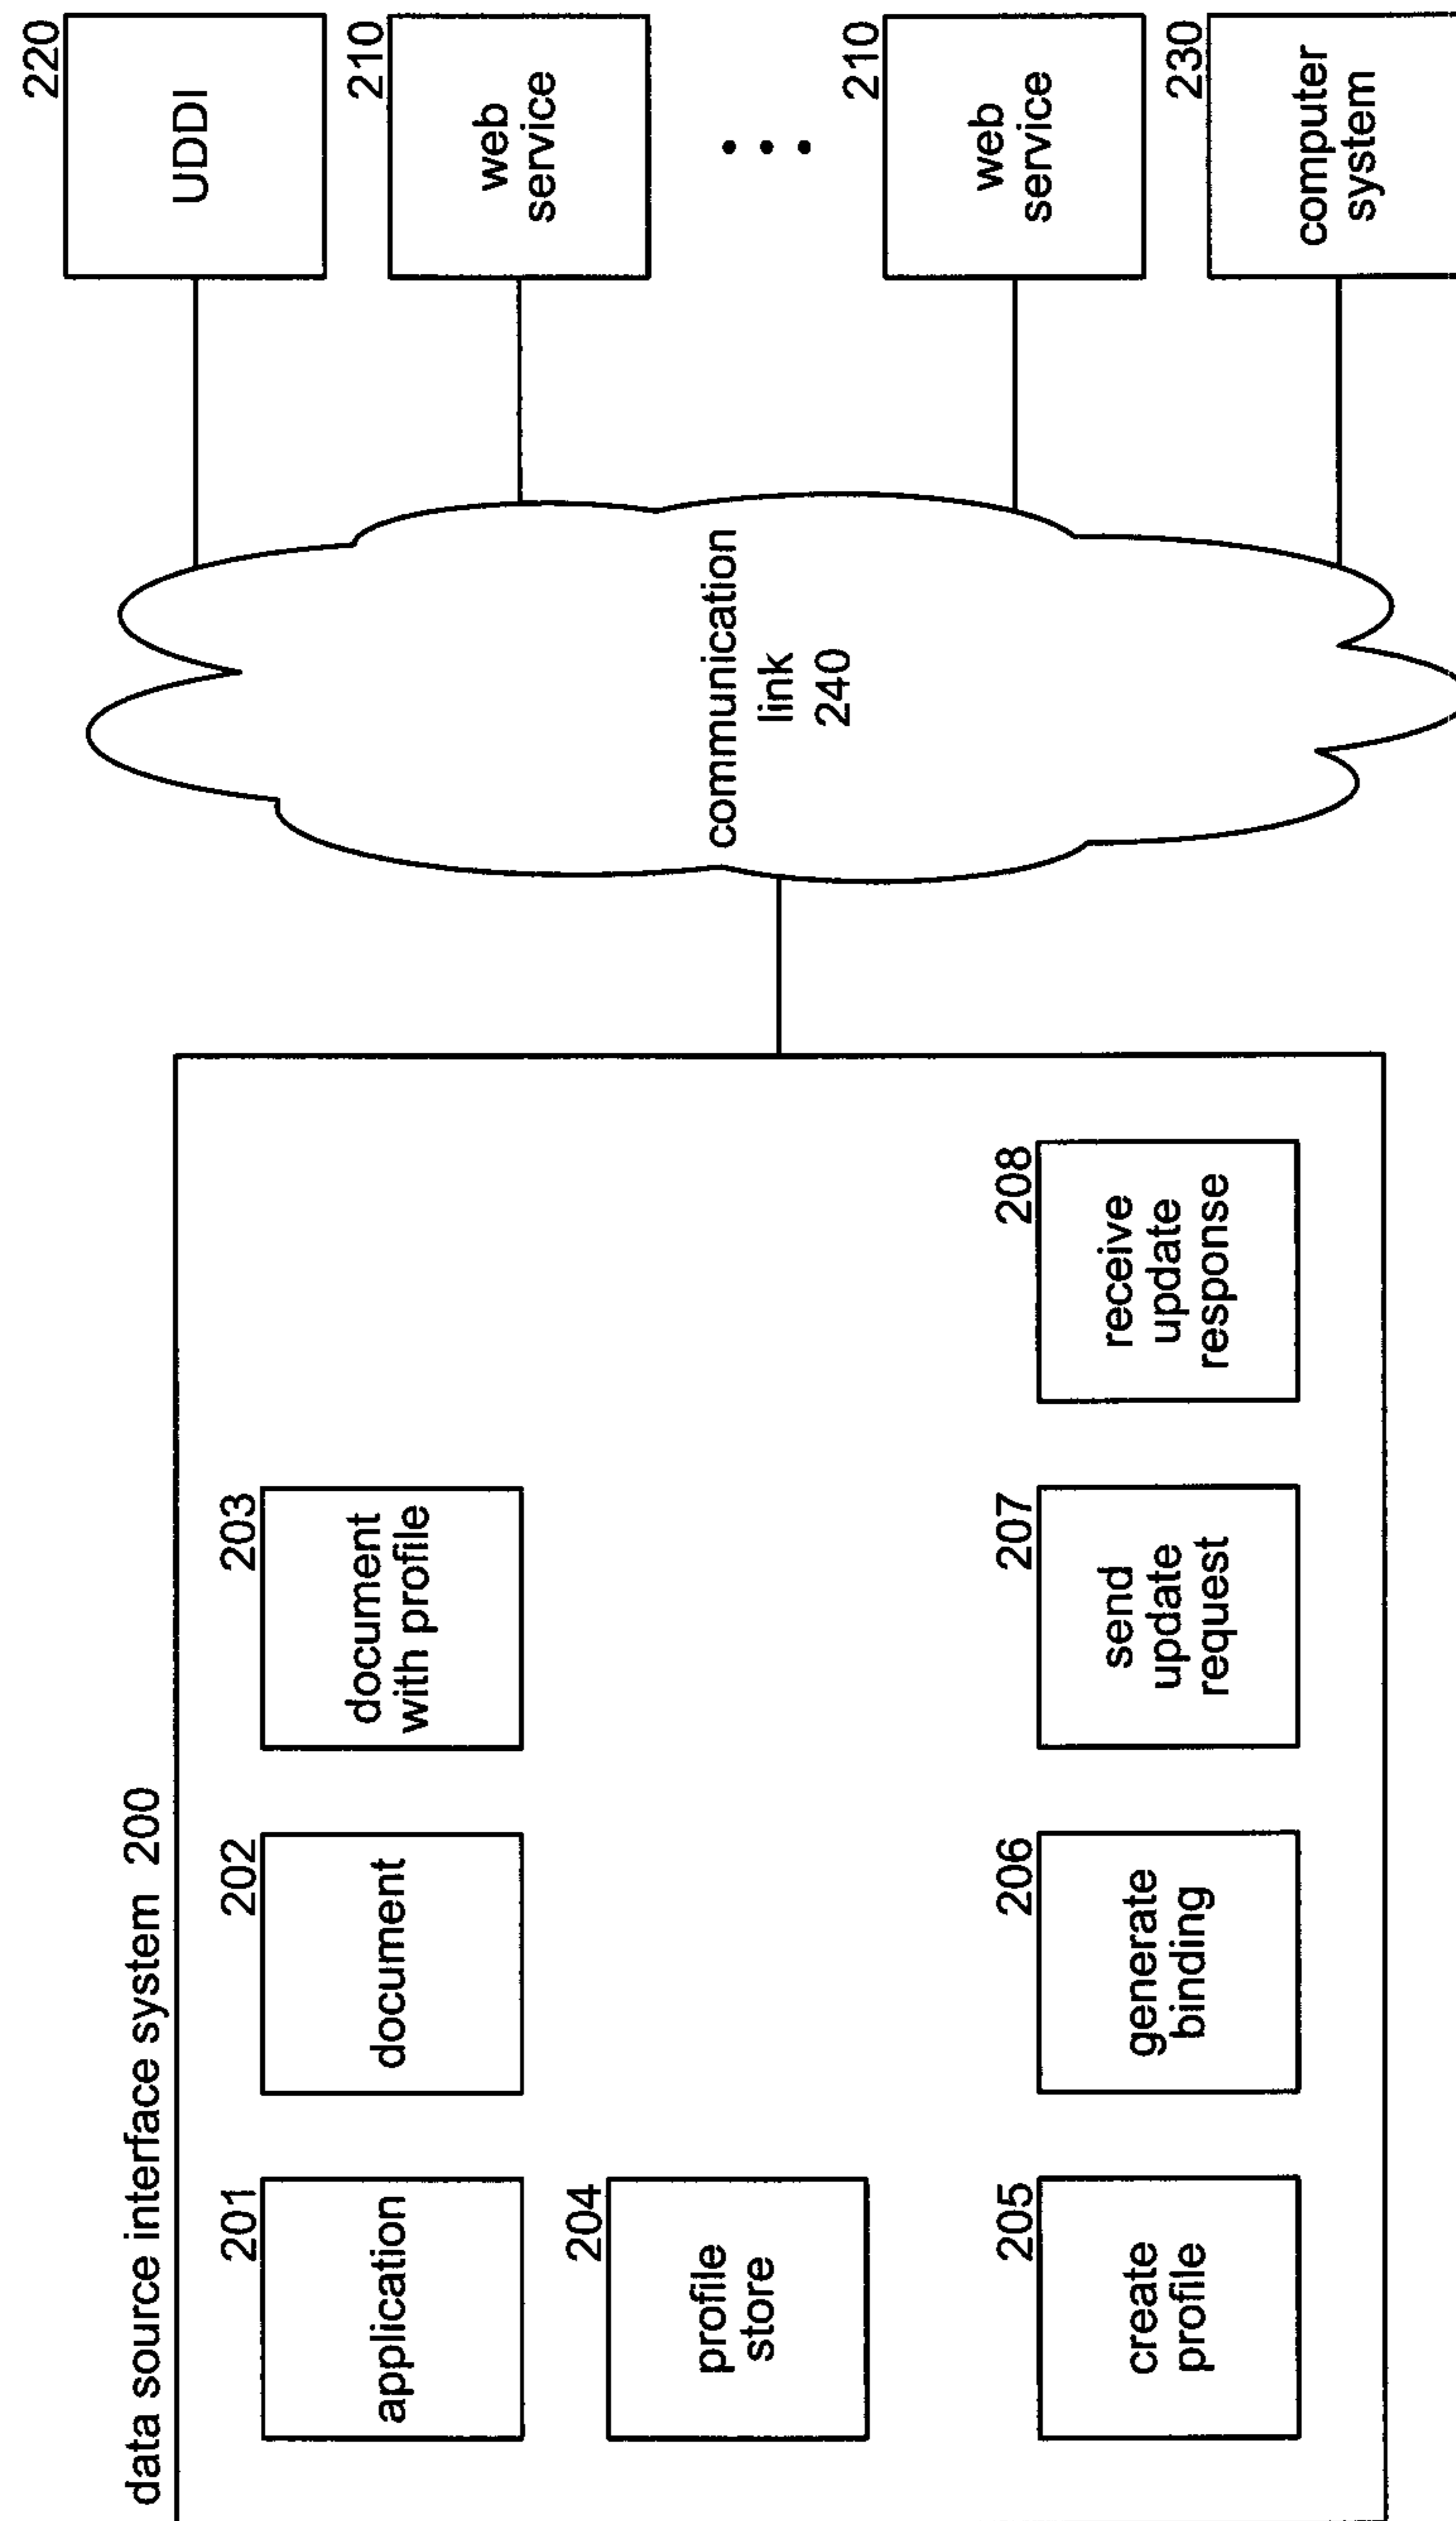 data source interface system 200
201
application
202
document
203
document
with profile
204
profile
store
205
create
profile
206
generate
binding
207
send
update
request
208
receive
update
response
communication
link
240
220
UDDI
210
web
service
210
web
service
230
computer
system